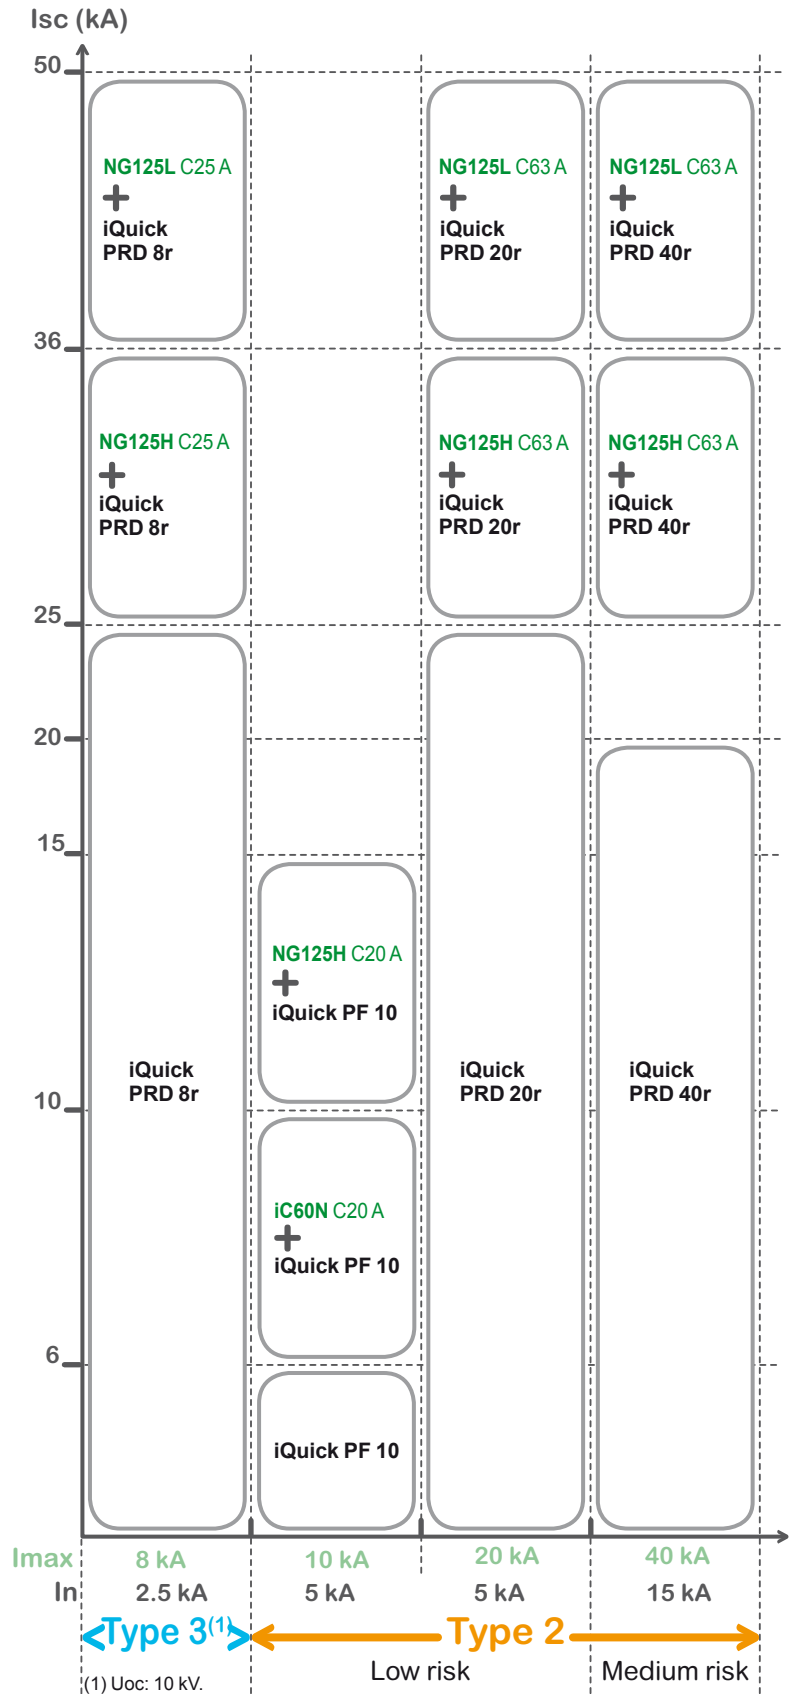 Isc (kA)
50
NG125L C25 A
+
iQuick
PRD 8r
NG125L C63 A
+
iQuick
PRD 20r
NG125L C63 A
+
iQuick
PRD 40r
36
NG125H C25 A
+
iQuick
PRD 8r
NG125H C63 A
+
iQuick
PRD 20r
NG125H C63 A
+
iQuick
PRD 40r
25
20
15
NG125H C20 A
+
iQuick PF 10
iQuick
PRD 8r
iQuick
PRD 20r
iQuick
PRD 40r
10
iC60N C20 A
+
iQuick PF 10
6
iQuick PF 10
Imax 8 kA 10 kA 20 kA 40 kA
In 2.5 kA 5 kA 5 kA 15 kA
Type 3(1) Type 2
Low risk Medium risk
(1) Uoc: 10 kV.